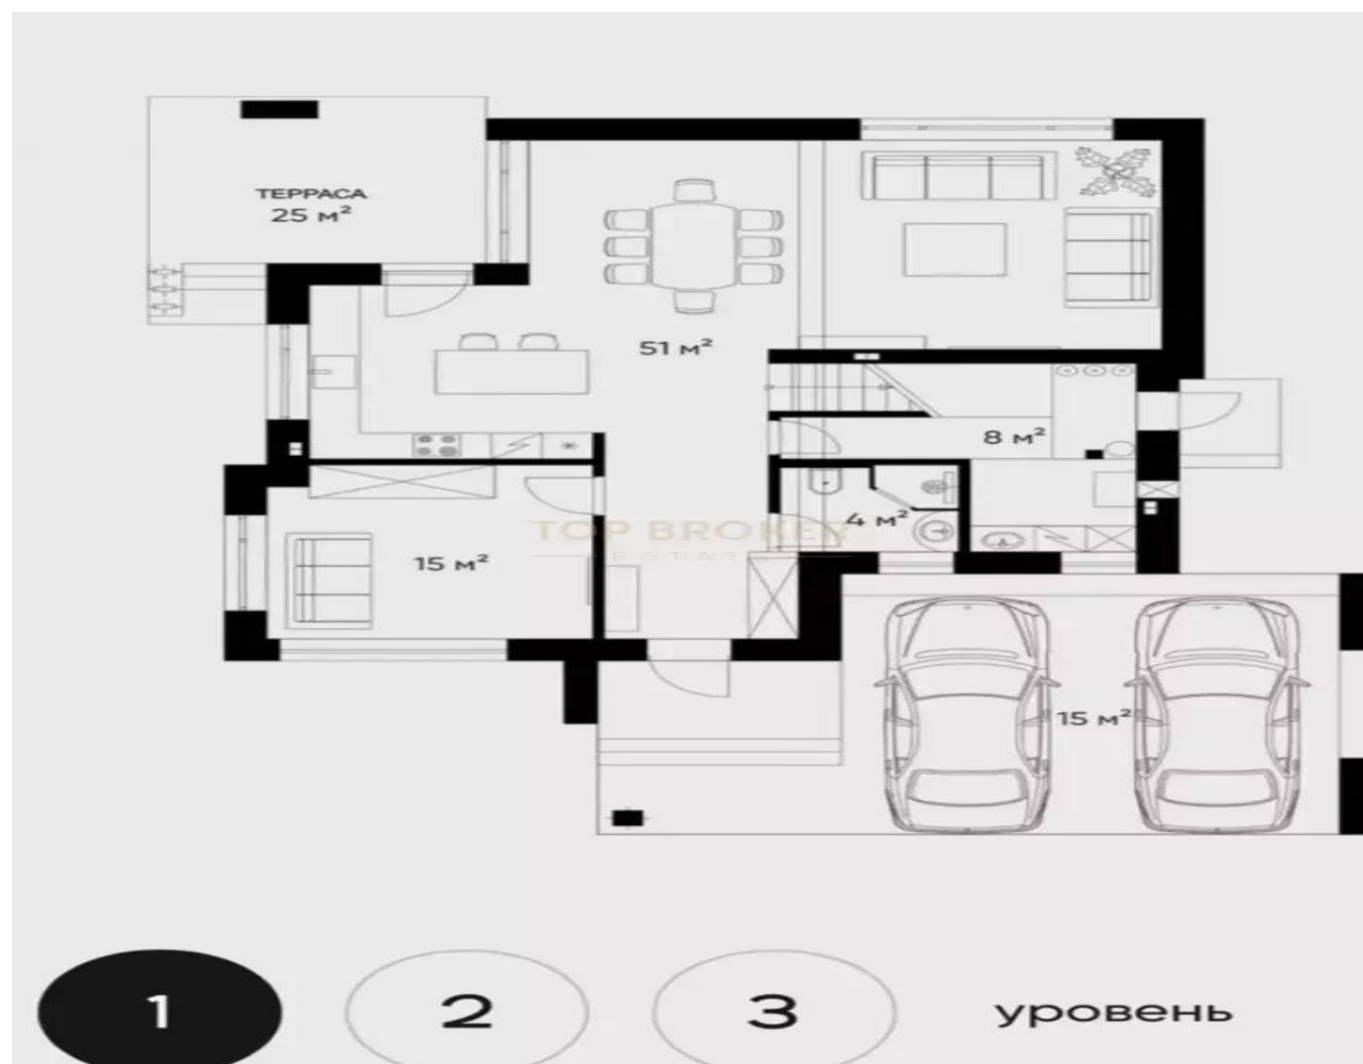 ТЕРРАСА
25 м²
51 м²
8 м²
4 м²
TOP BROKER
ESTATE
15 м²
15 м²
1
2
3
уровень